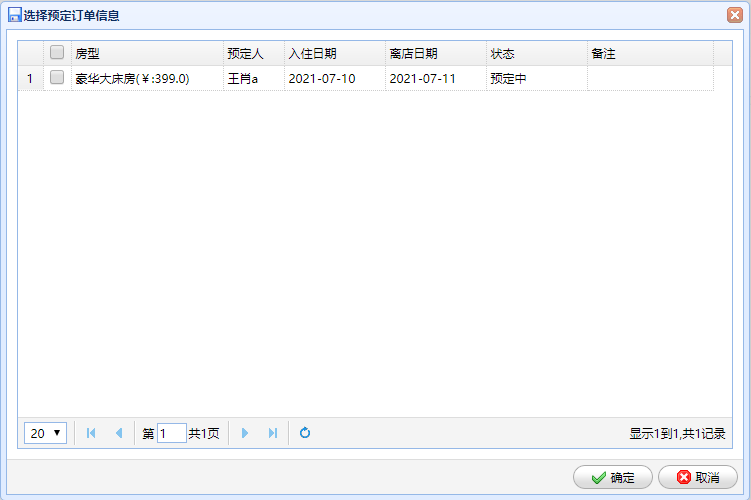 选择预定订单信息
房型 预定人 入住日期 离店日期 状态 备注
1 豪华大床房(￥:399.0) 王肖a 2021-07-10 2021-07-11 预定中
20 第 1 共1页 显示1到1,共1记录
确定 取消